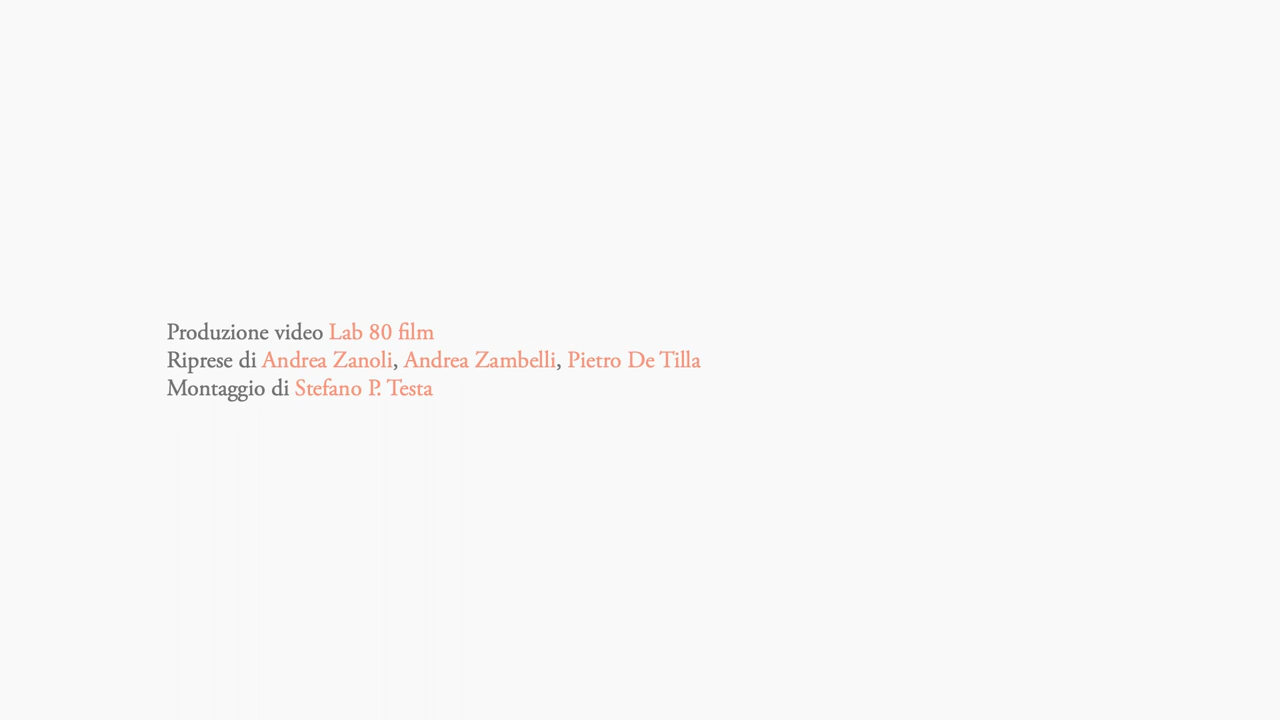 Produzione video Lab 80 film
Riprese di Andrea Zanoli, Andrea Zambelli, Pietro De Tilla
Montaggio di Stefano P. Testa